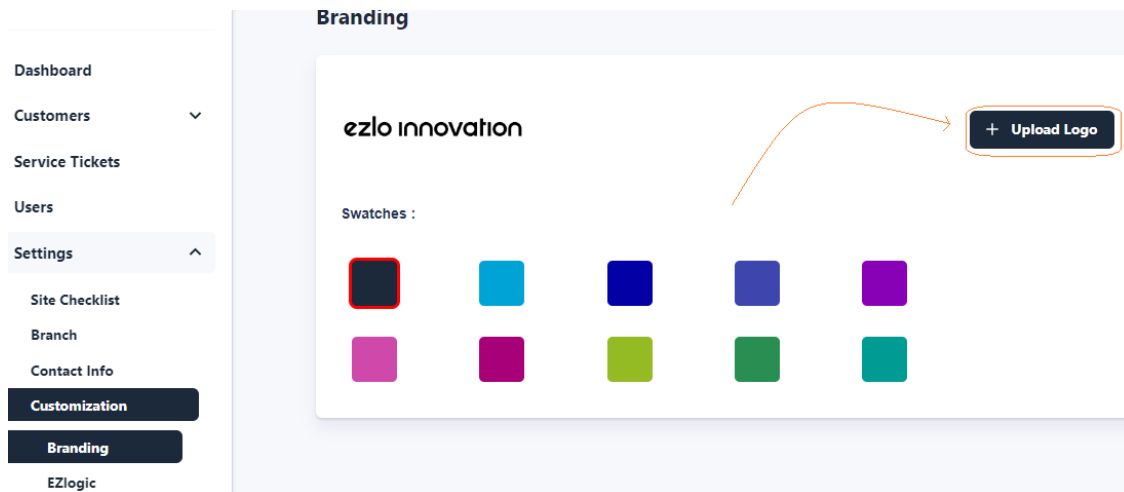 Branding
Dashboard
Customers
Service Tickets
Users
Settings
Site Checklist
Branch
Contact Info
Customization
Branding
EZlogic
ezlo innovation
+ Upload Logo
Swatches :